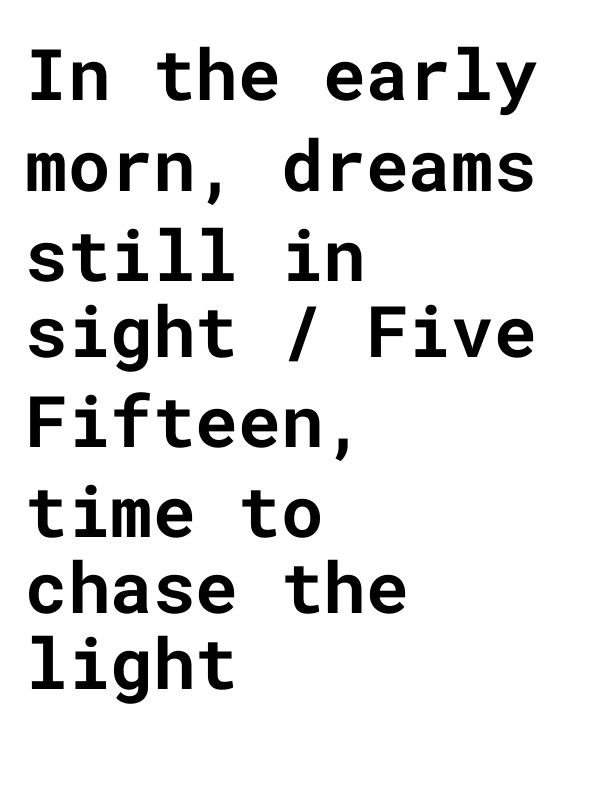 In the early
morn, dreams
still in
sight / Five
Fifteen,
time to
chase the
light